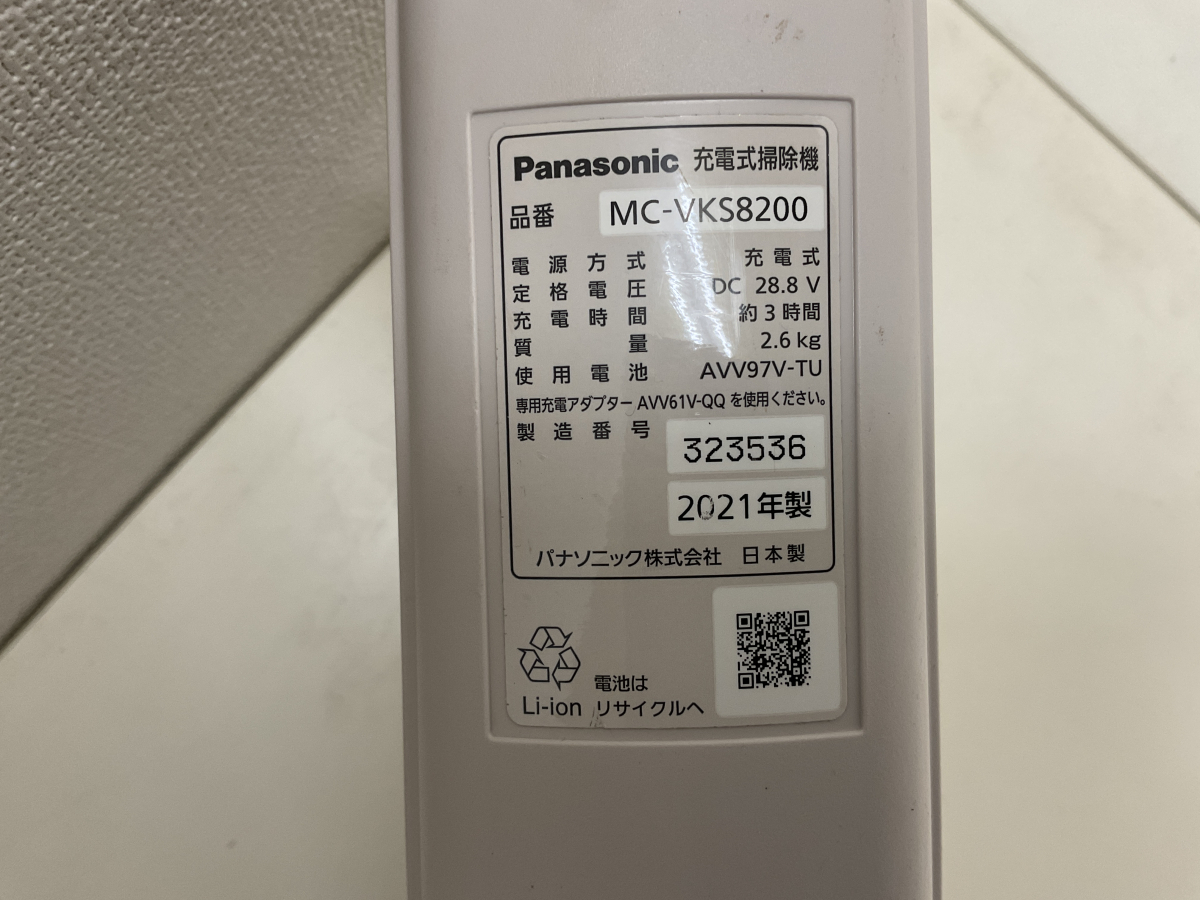 Panasonic 充電式掃除機
品番 MC-VKS8200
電源方式 充電式
定格電圧 DC 28.8 V
充電時間 約3時間
質量 2.6 kg
使用電池 AVV97V-TU
専用充電アダプター AVV61V-QQ を使用ください。
製造番号 323536
2021年製
パナソニック株式会社 日本製
電池は
Li-ion リサイクルへ